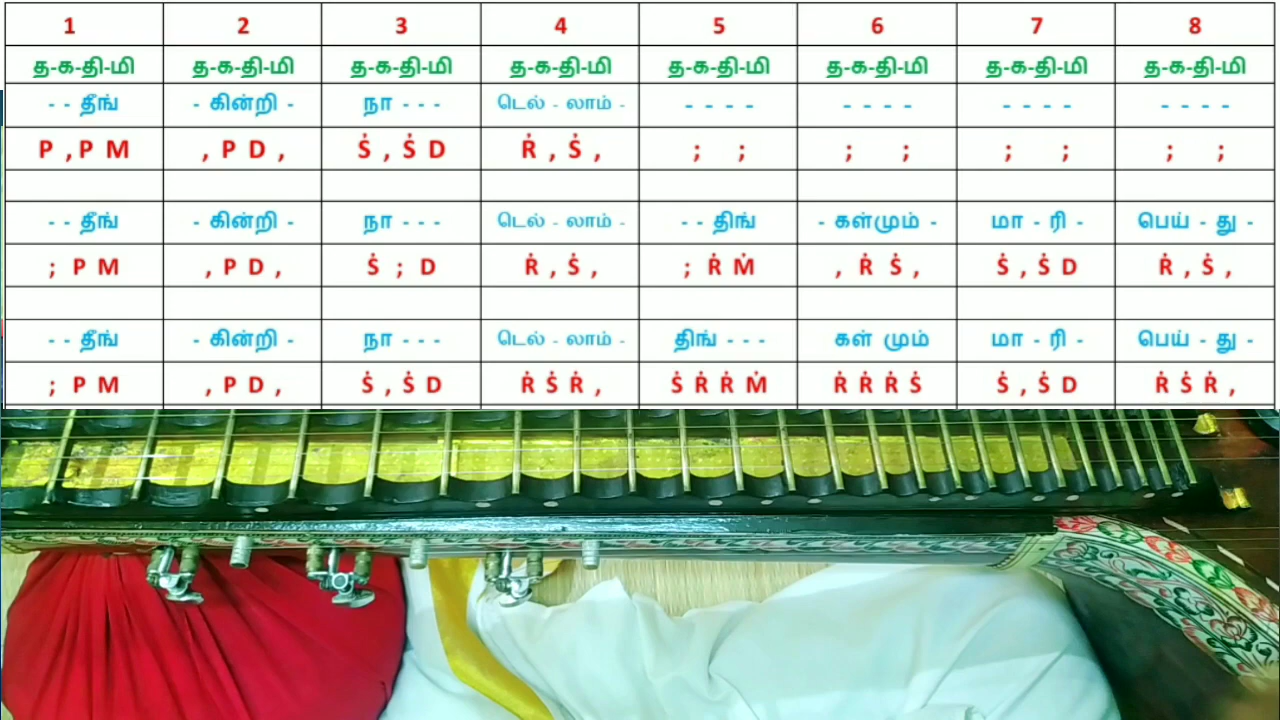 1 2 3 4 5 6 7 8
த-க-தி-மி த-க-தி-மி த-க-தி-மி த-க-தி-மி த-க-தி-மி த-க-தி-மி த-க-தி-மி த-க-தி-மி
- - தீங் - கின்றி - நா - - - டெல் - லாம் - - - - - - - - - - - - - - - - -
P , P M , P D , Ṡ , Ṡ D Ṙ , Ṡ , ; ; ; ; ; ; ; ;
- - தீங் - கின்றி - நா - - - டெல் - லாம் - - - திங் - கள்மும் - மா - ரி - பெய் - து -
; P M , P D , Ṡ ; D Ṙ , Ṡ , ; Ṙ Ṁ , Ṙ Ṡ , Ṡ , Ṡ D Ṙ , Ṡ ,
- - தீங் - கின்றி - நா - - - டெல் - லாம் - திங் - - - கள் மும் மா - ரி - பெய் - து -
; P M , P D , Ṡ , Ṡ D Ṙ Ṡ Ṙ , Ṡ Ṙ Ṙ Ṁ Ṙ Ṙ Ṙ Ṡ Ṡ , Ṡ D Ṙ Ṡ Ṙ ,